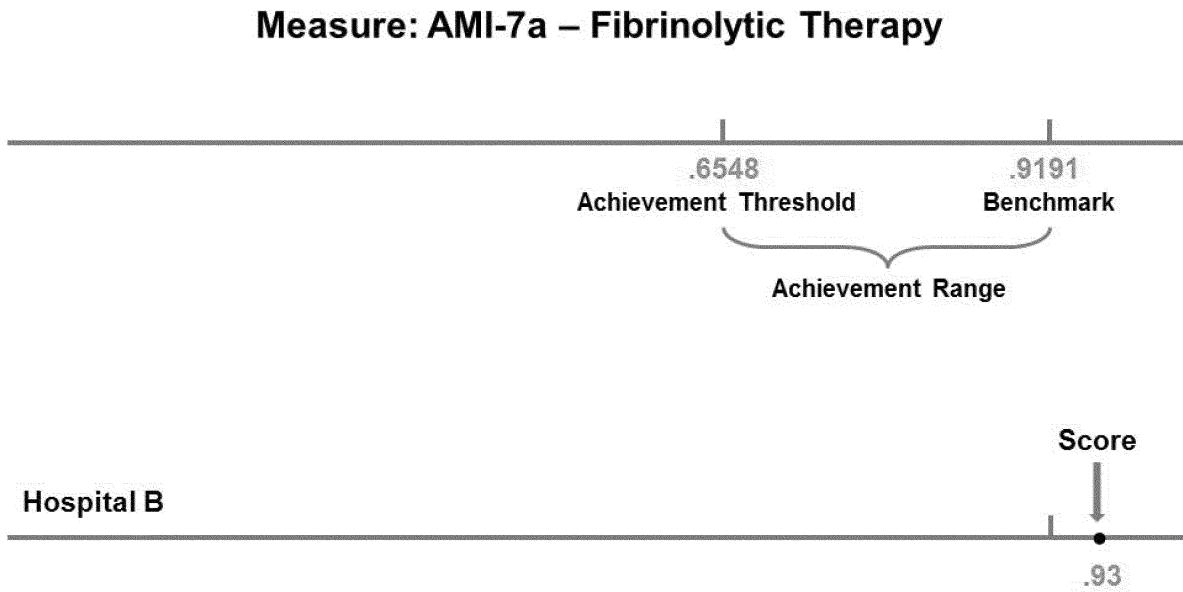 Measure: AMI-7a – Fibrinolytic Therapy
.6548
.9191
Achievement Threshold
Benchmark
Achievement Range
Score
Hospital B
.93